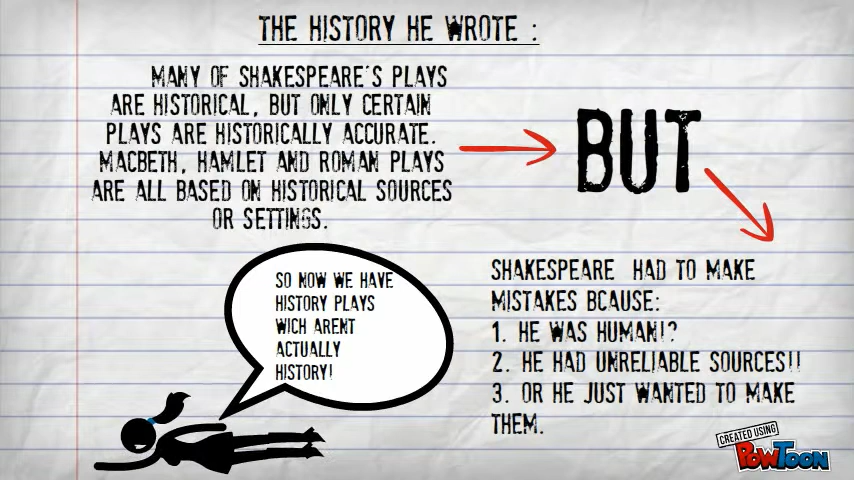 THE HISTORY HE WROTE :
MANY OF SHAKESPEARE'S PLAYS
ARE HISTORICAL, BUT ONLY CERTAIN
PLAYS ARE HISTORICALLY ACCURATE.
MACBETH, HAMLET AND ROMAN PLAYS
ARE ALL BASED ON HISTORICAL SOURCES
OR SETTINGS.
BUT
SHAKESPEARE HAD TO MAKE
MISTAKES BCAUSE:
1. HE WAS HUMAN!?
2. HE HAD UNRELIABLE SOURCES!!
3. OR HE JUST WANTED TO MAKE
THEM.
SO NOW WE HAVE
HISTORY PLAYS
WICH ARENT
ACTUALLY
HISTORY!
CREATED USING
POWTOON